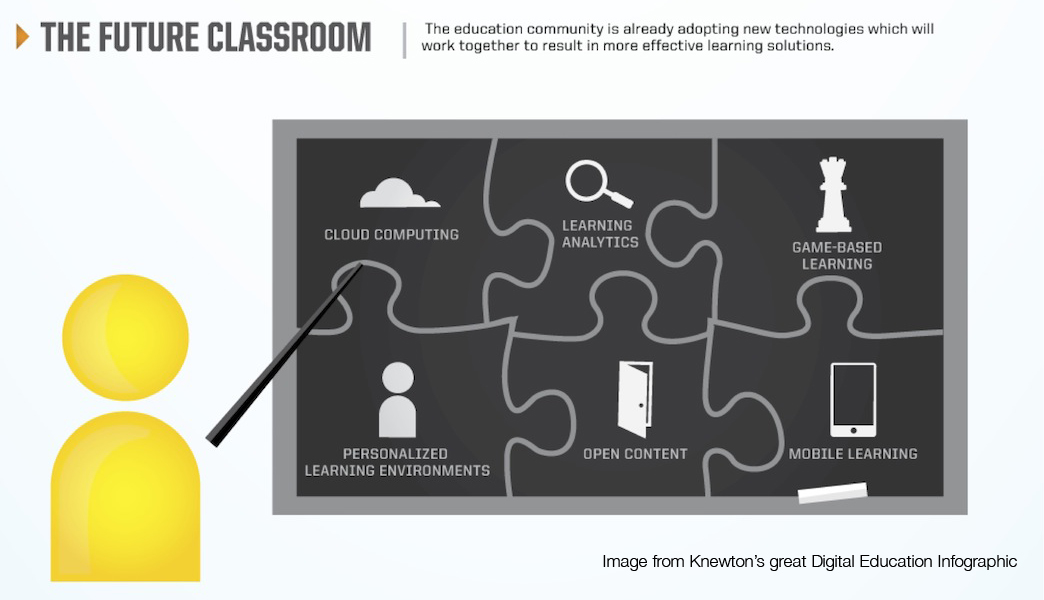 THE FUTURE CLASSROOM
The education community is already adopting new technologies which will
work together to result in more effective learning solutions.
CLOUD COMPUTING
LEARNING
ANALYTICS
GAME-BASED
LEARNING
PERSONALIZED
LEARNING ENVIRONMENTS
OPEN CONTENT
MOBILE LEARNING
Image from Knewton's great Digital Education Infographic